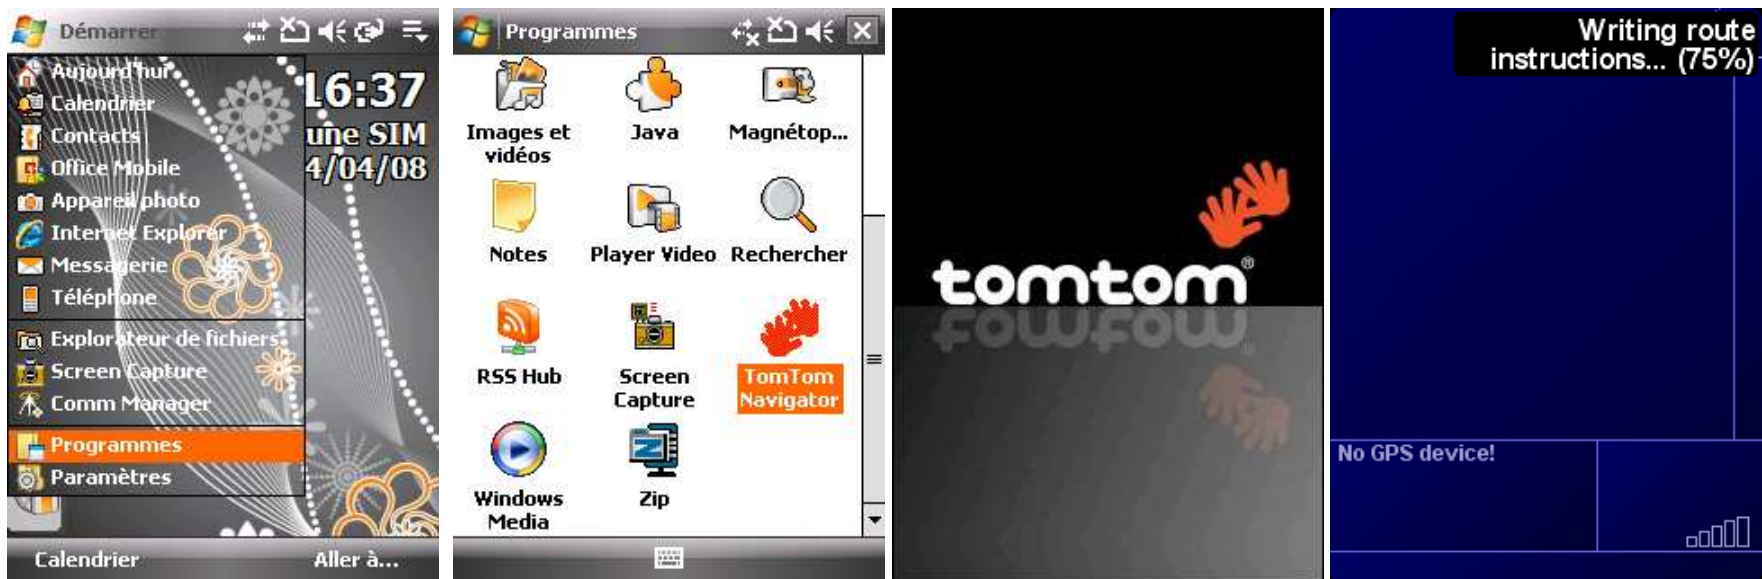 Démarrer
Aujourd'hui
Calendrier
Contacts
Office Mobile
Appareil photo
Internet Explorer
Messagerie
Téléphone
Explorateur de fichiers
Screen Capture
Comm Manager
Programmes
Paramètres
16:37
une SIM
4/04/08
Calendrier
Aller à...
Programmes
Images et
vidéos
Java
Magnétop...
Notes
Player Video
Rechercher
RSS Hub
Screen
Capture
TomTom
Navigator
Windows
Media
Zip
tomtom®
Writing route
instructions... (75%)
No GPS device!